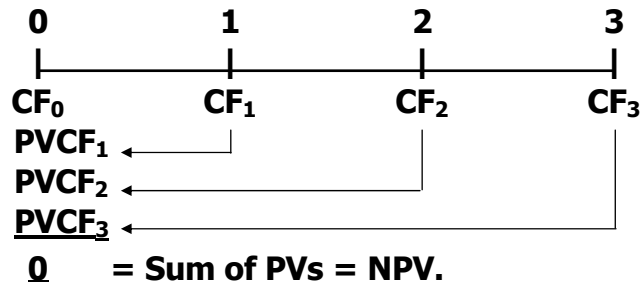 0 1 2 3
CF₀ CF₁ CF₂ CF₃
PVCF₁
PVCF₂
PVCF₃
0 = Sum of PVs = NPV.